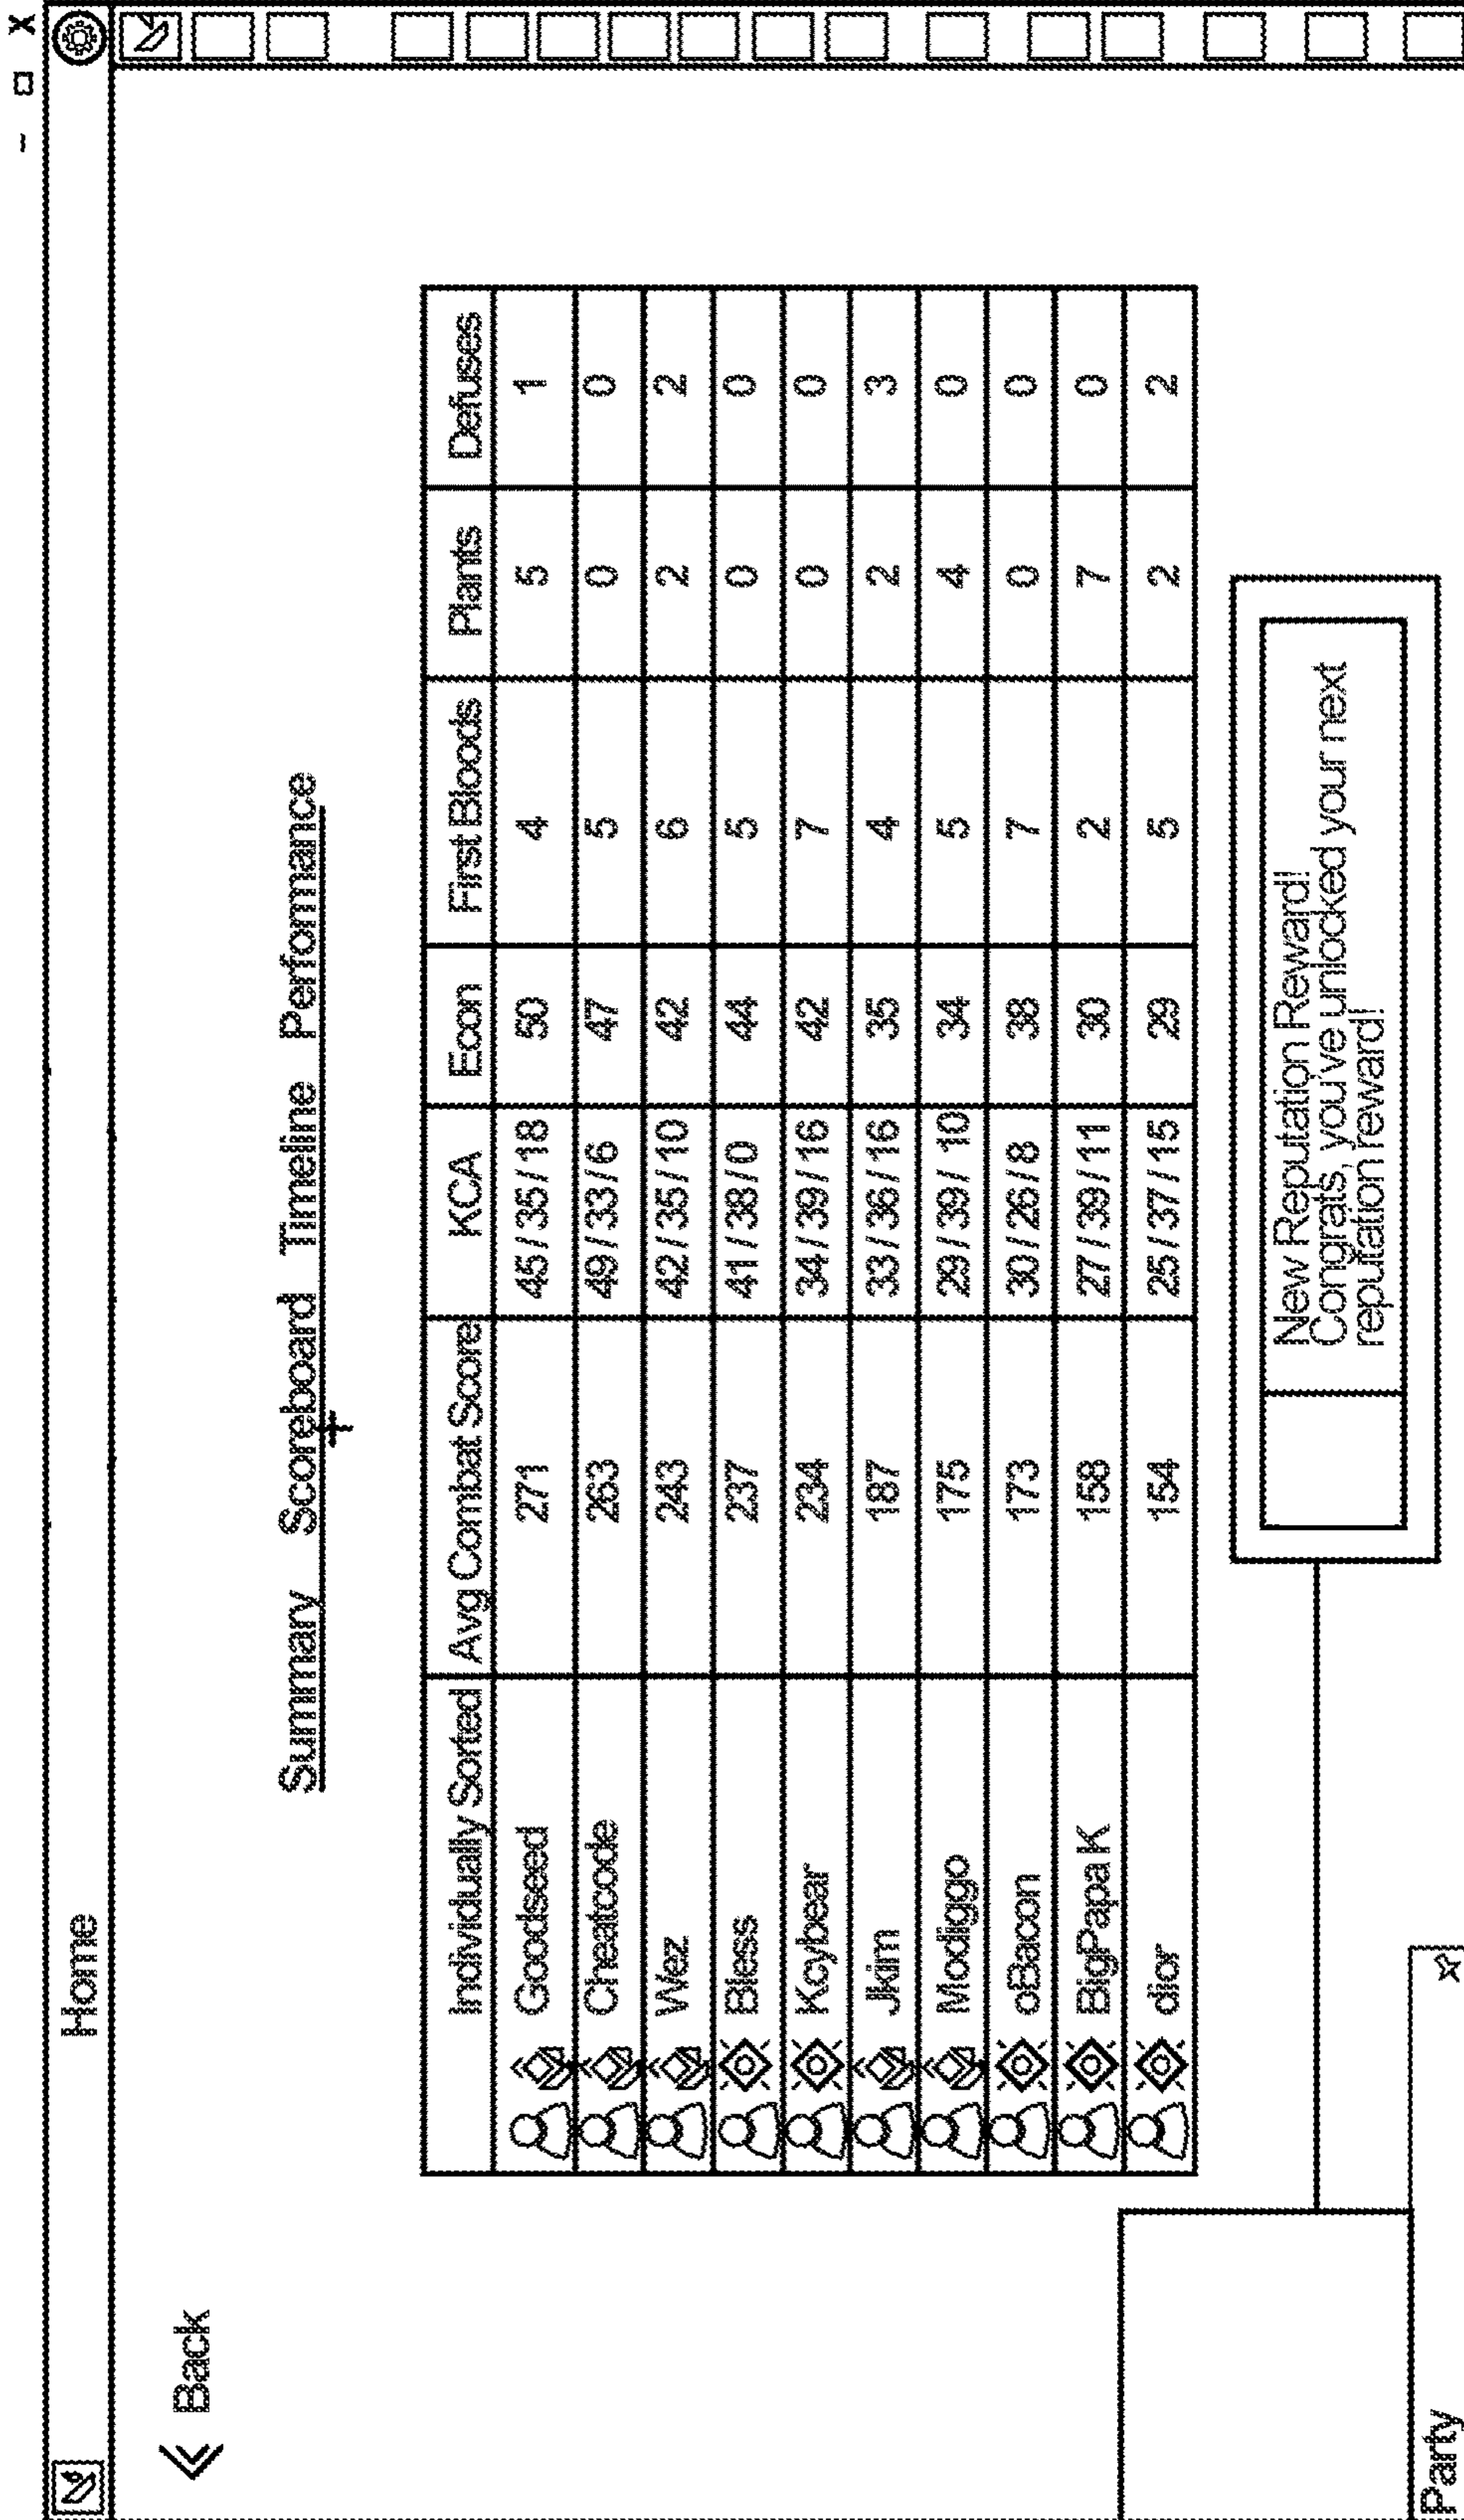 – □ X
Home
Back
Summary Scoreboard Timeline Performance
Individually Sorted Avg Combat Score KCA Econ First Bloods Plants Defuses
Goodseed 271 45 / 35 / 18 50 4 5 1
Cheatcode 263 49 / 33 / 6 47 5 0 0
Wez 243 42 / 35 / 10 42 6 2 2
Bless 237 41 / 38 / 0 44 5 0 0
Kcybear 234 34 / 39 / 16 42 7 0 0
Jkim 187 33 / 36 / 16 35 4 2 3
Modiggo 175 29 / 39 / 10 34 5 4 0
oBacon 173 30 / 26 / 8 38 7 0 0
BigPapa K 158 27 / 39 / 11 30 2 7 0
dior 154 25 / 37 / 15 29 5 2 2
New Reputation Reward!
Congrats, you've unlocked your next
reputation reward!
Party